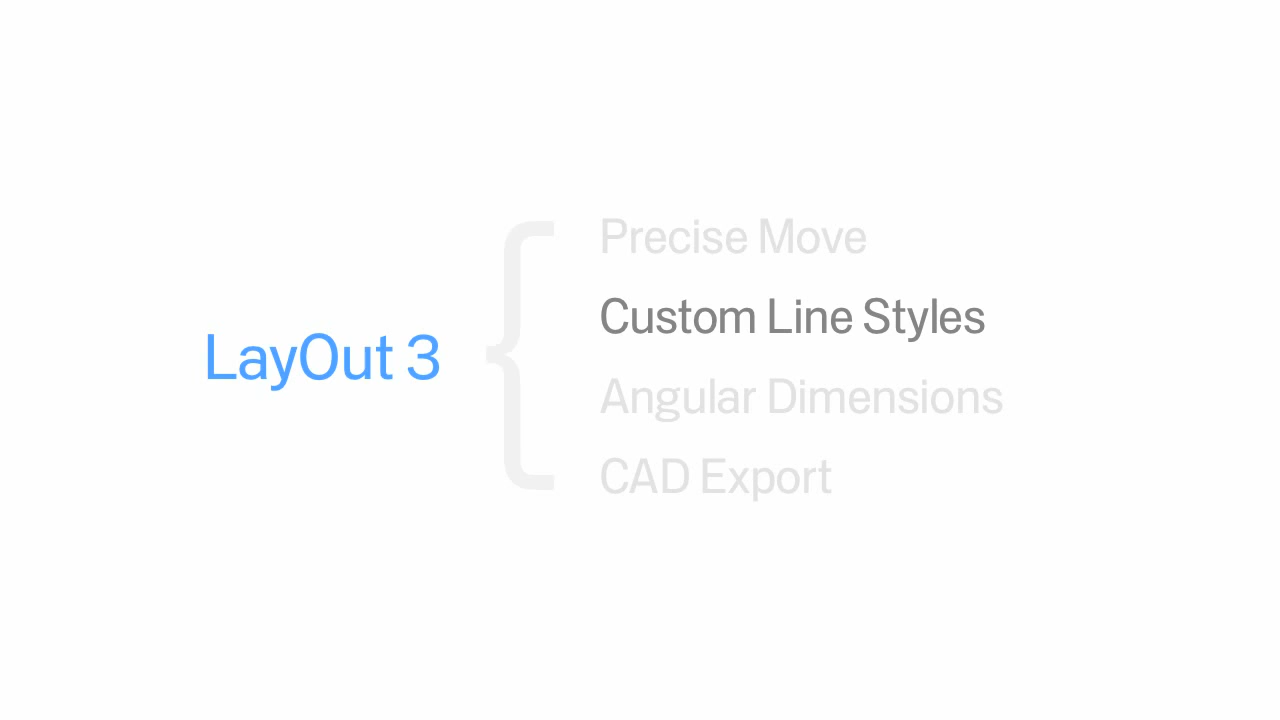 LayOut 3
Precise Move
Custom Line Styles
Angular Dimensions
CAD Export